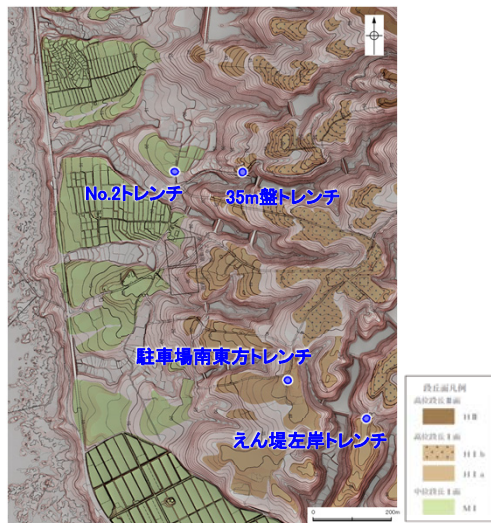 No.2トレンチ
35m盤トレンチ
駐車場南東方トレンチ
えん堤左岸トレンチ
0 200m
段丘面凡例
高位段丘Ⅱ面
HⅡ
高位段丘Ⅰ面
HⅠb
HⅠa
中位段丘Ⅰ面
MⅠ